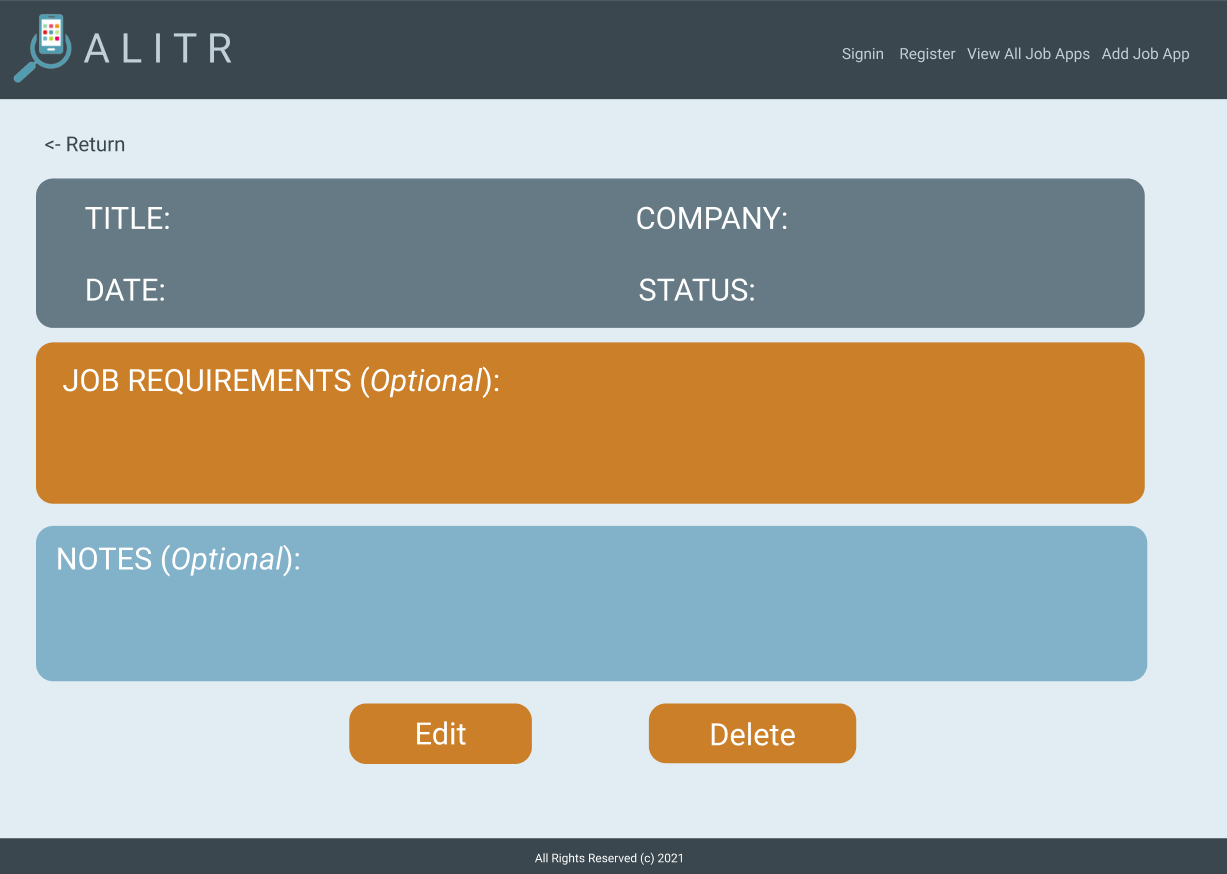 ALITR
Signin Register View All Job Apps Add Job App
<- Return
TITLE: COMPANY:
DATE: STATUS:
JOB REQUIREMENTS (Optional):
NOTES (Optional):
Edit Delete
All Rights Reserved (c) 2021